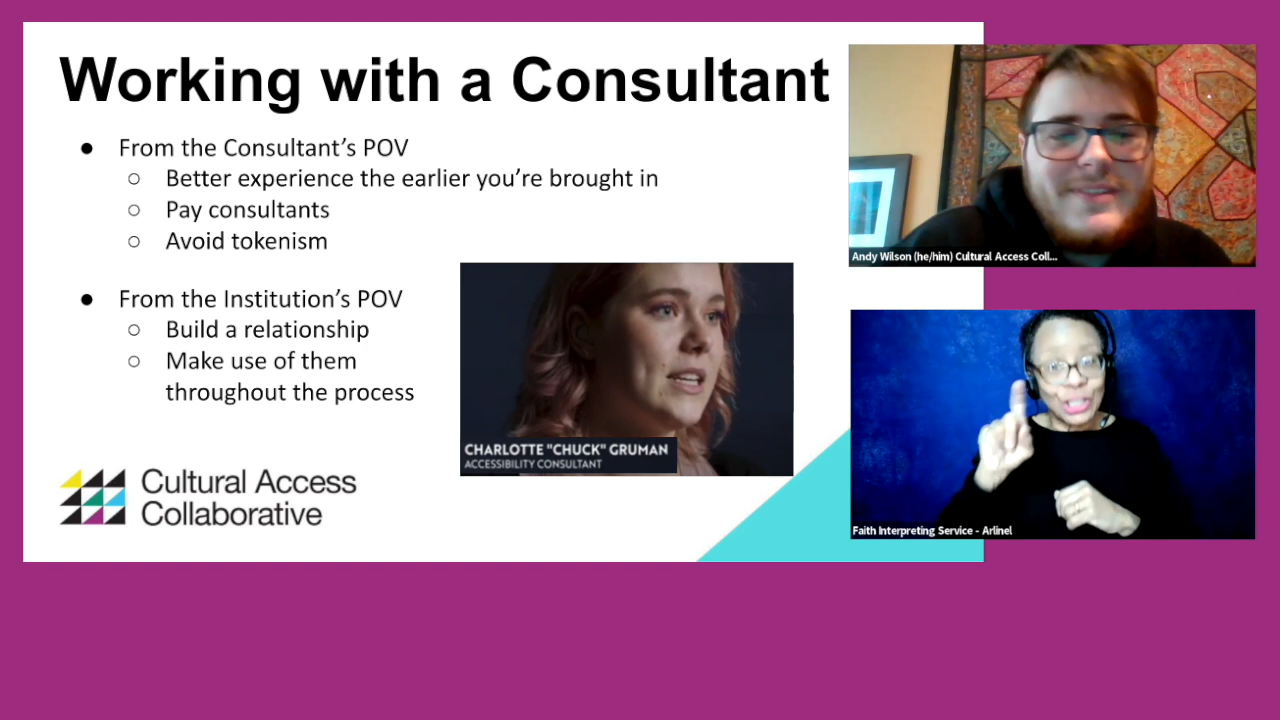 Working with a Consultant
● From the Consultant’s POV
○ Better experience the earlier you’re brought in
○ Pay consultants
○ Avoid tokenism
● From the Institution’s POV
○ Build a relationship
○ Make use of them
throughout the process
CHARLOTTE "CHUCK" GRUMAN
ACCESSIBILITY CONSULTANT
Cultural Access
Collaborative
Andy Wilson (he/him) Cultural Access Coll...
Faith Interpreting Service - Arlinel